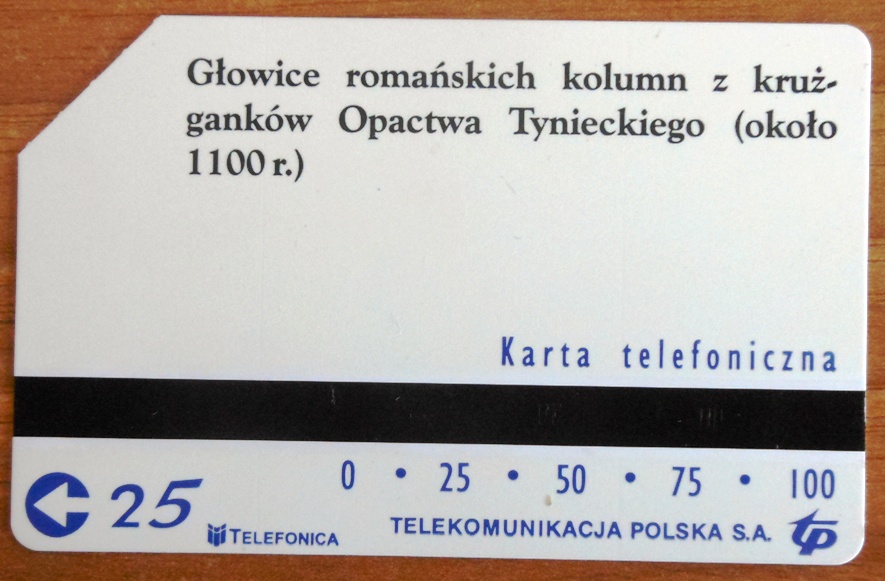 Głowice romańskich kolumn z kruż-
ganków Opactwa Tynieckiego (około
1100 r.)
Karta telefoniczna
0 • 25 • 50 • 75 • 100
25
TELEFONICA
TELEKOMUNIKACJA POLSKA S.A. tp